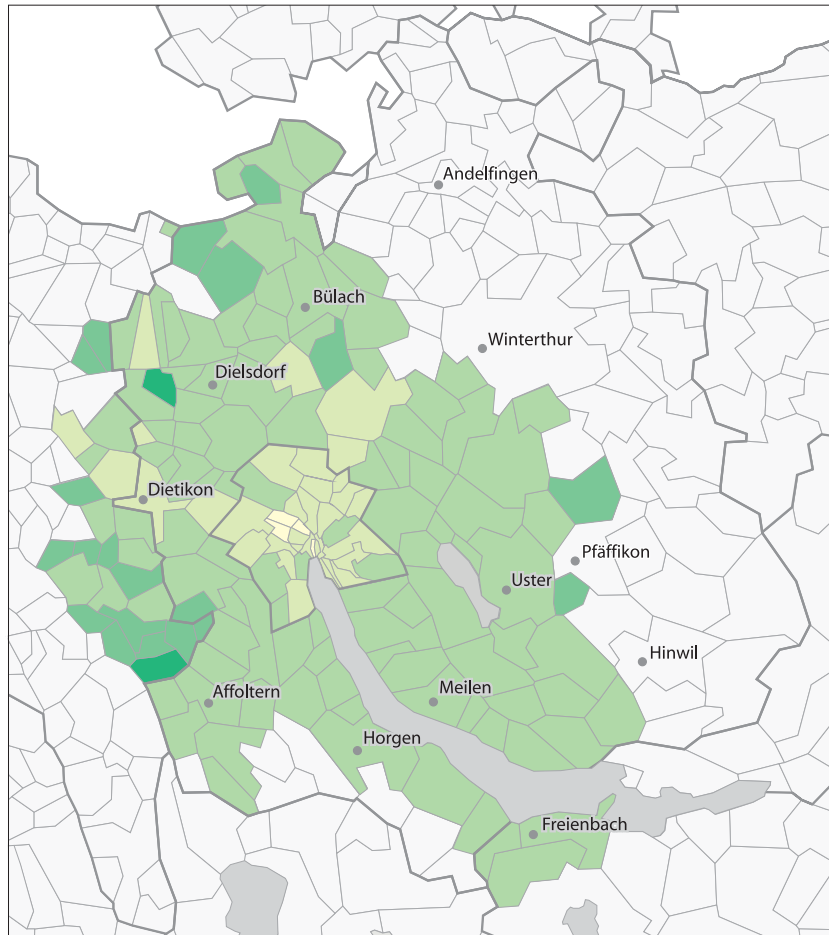 Andelfingen
Bülach
Winterthur
Dielsdorf
Dietikon
Pfäffikon
Uster
Hinwil
Affoltern
Meilen
Horgen
Freienbach